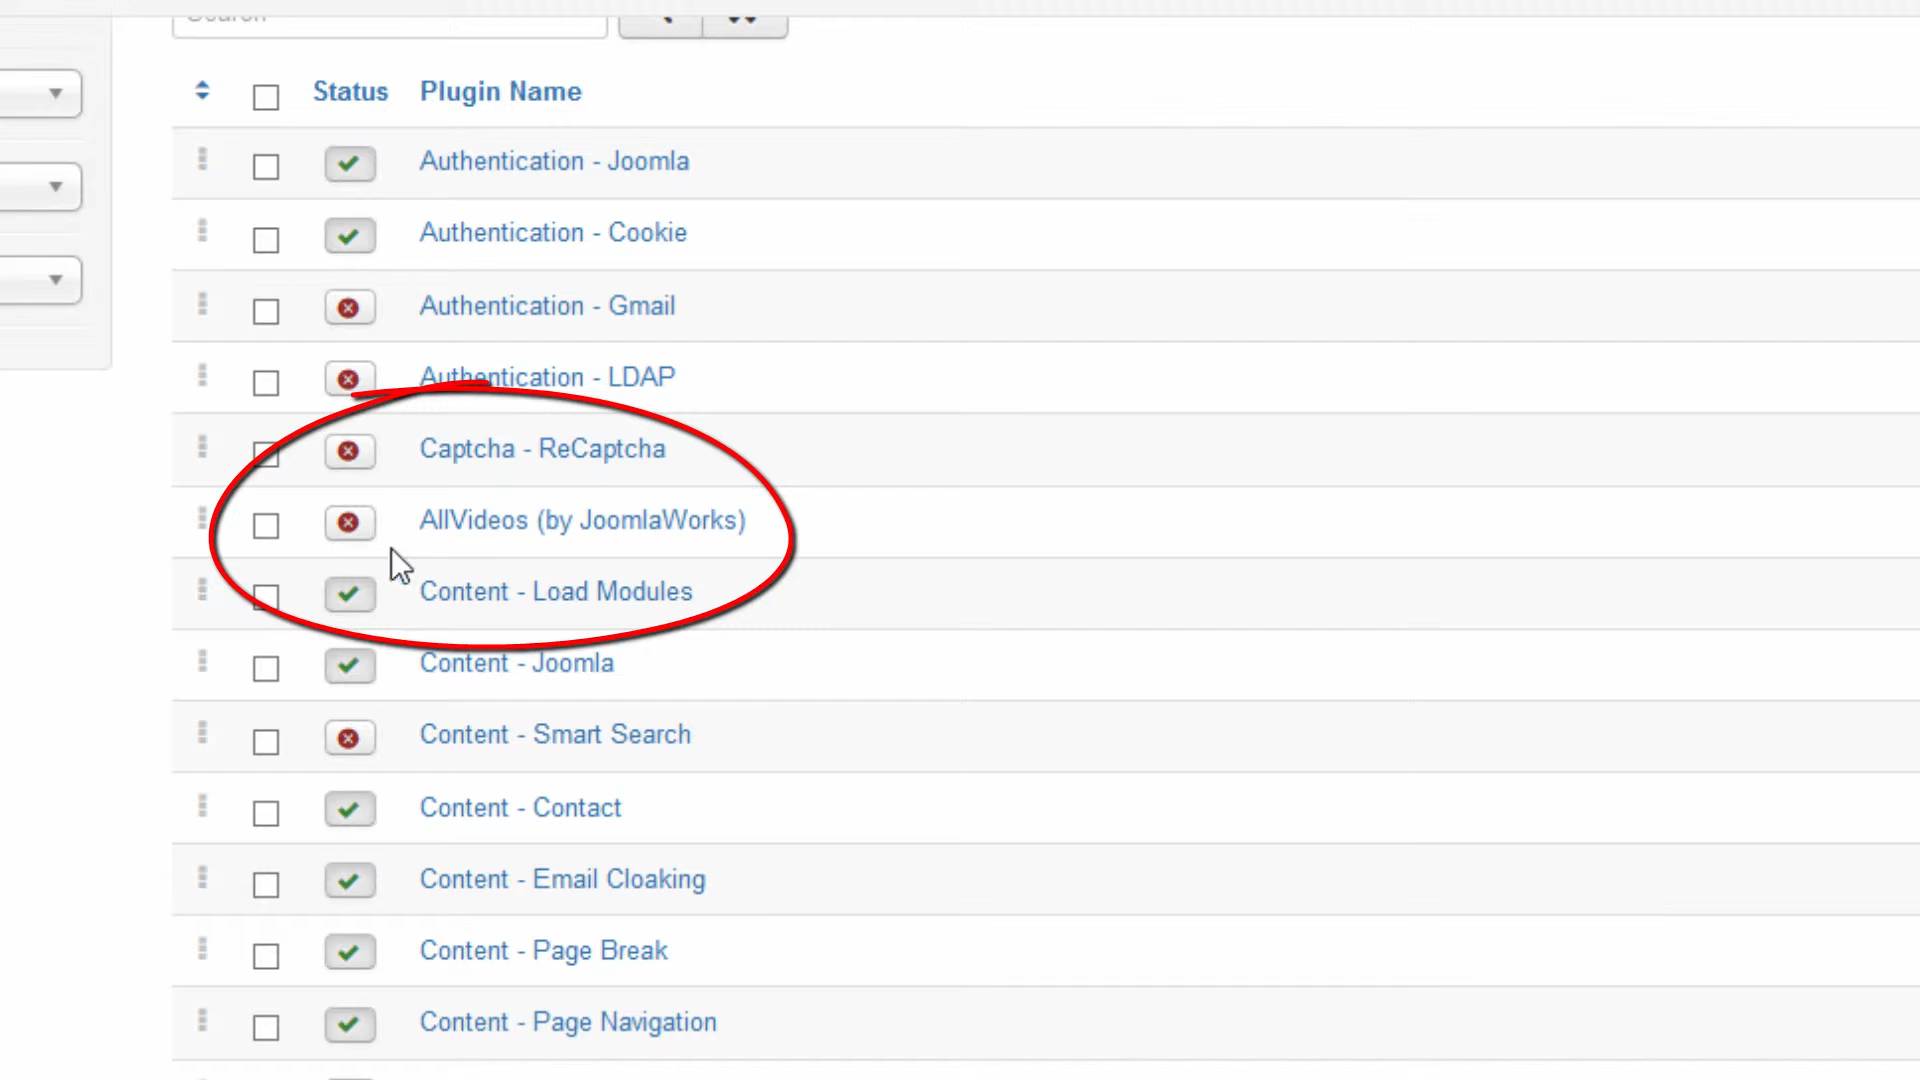 Search
Status Plugin Name
Authentication - Joomla
Authentication - Cookie
Authentication - Gmail
Authentication - LDAP
Captcha - ReCaptcha
AllVideos (by JoomlaWorks)
Content - Load Modules
Content - Joomla
Content - Smart Search
Content - Contact
Content - Email Cloaking
Content - Page Break
Content - Page Navigation